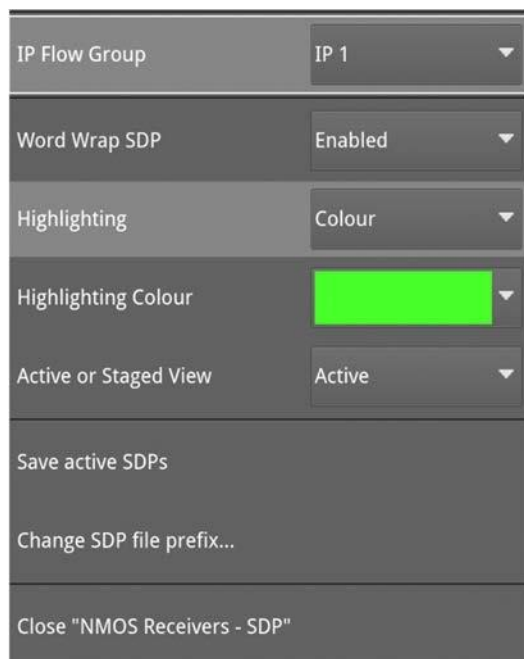 IP Flow Group IP 1
Word Wrap SDP Enabled
Highlighting Colour
Highlighting Colour
Active or Staged View Active
Save active SDPs
Change SDP file prefix...
Close "NMOS Receivers - SDP"